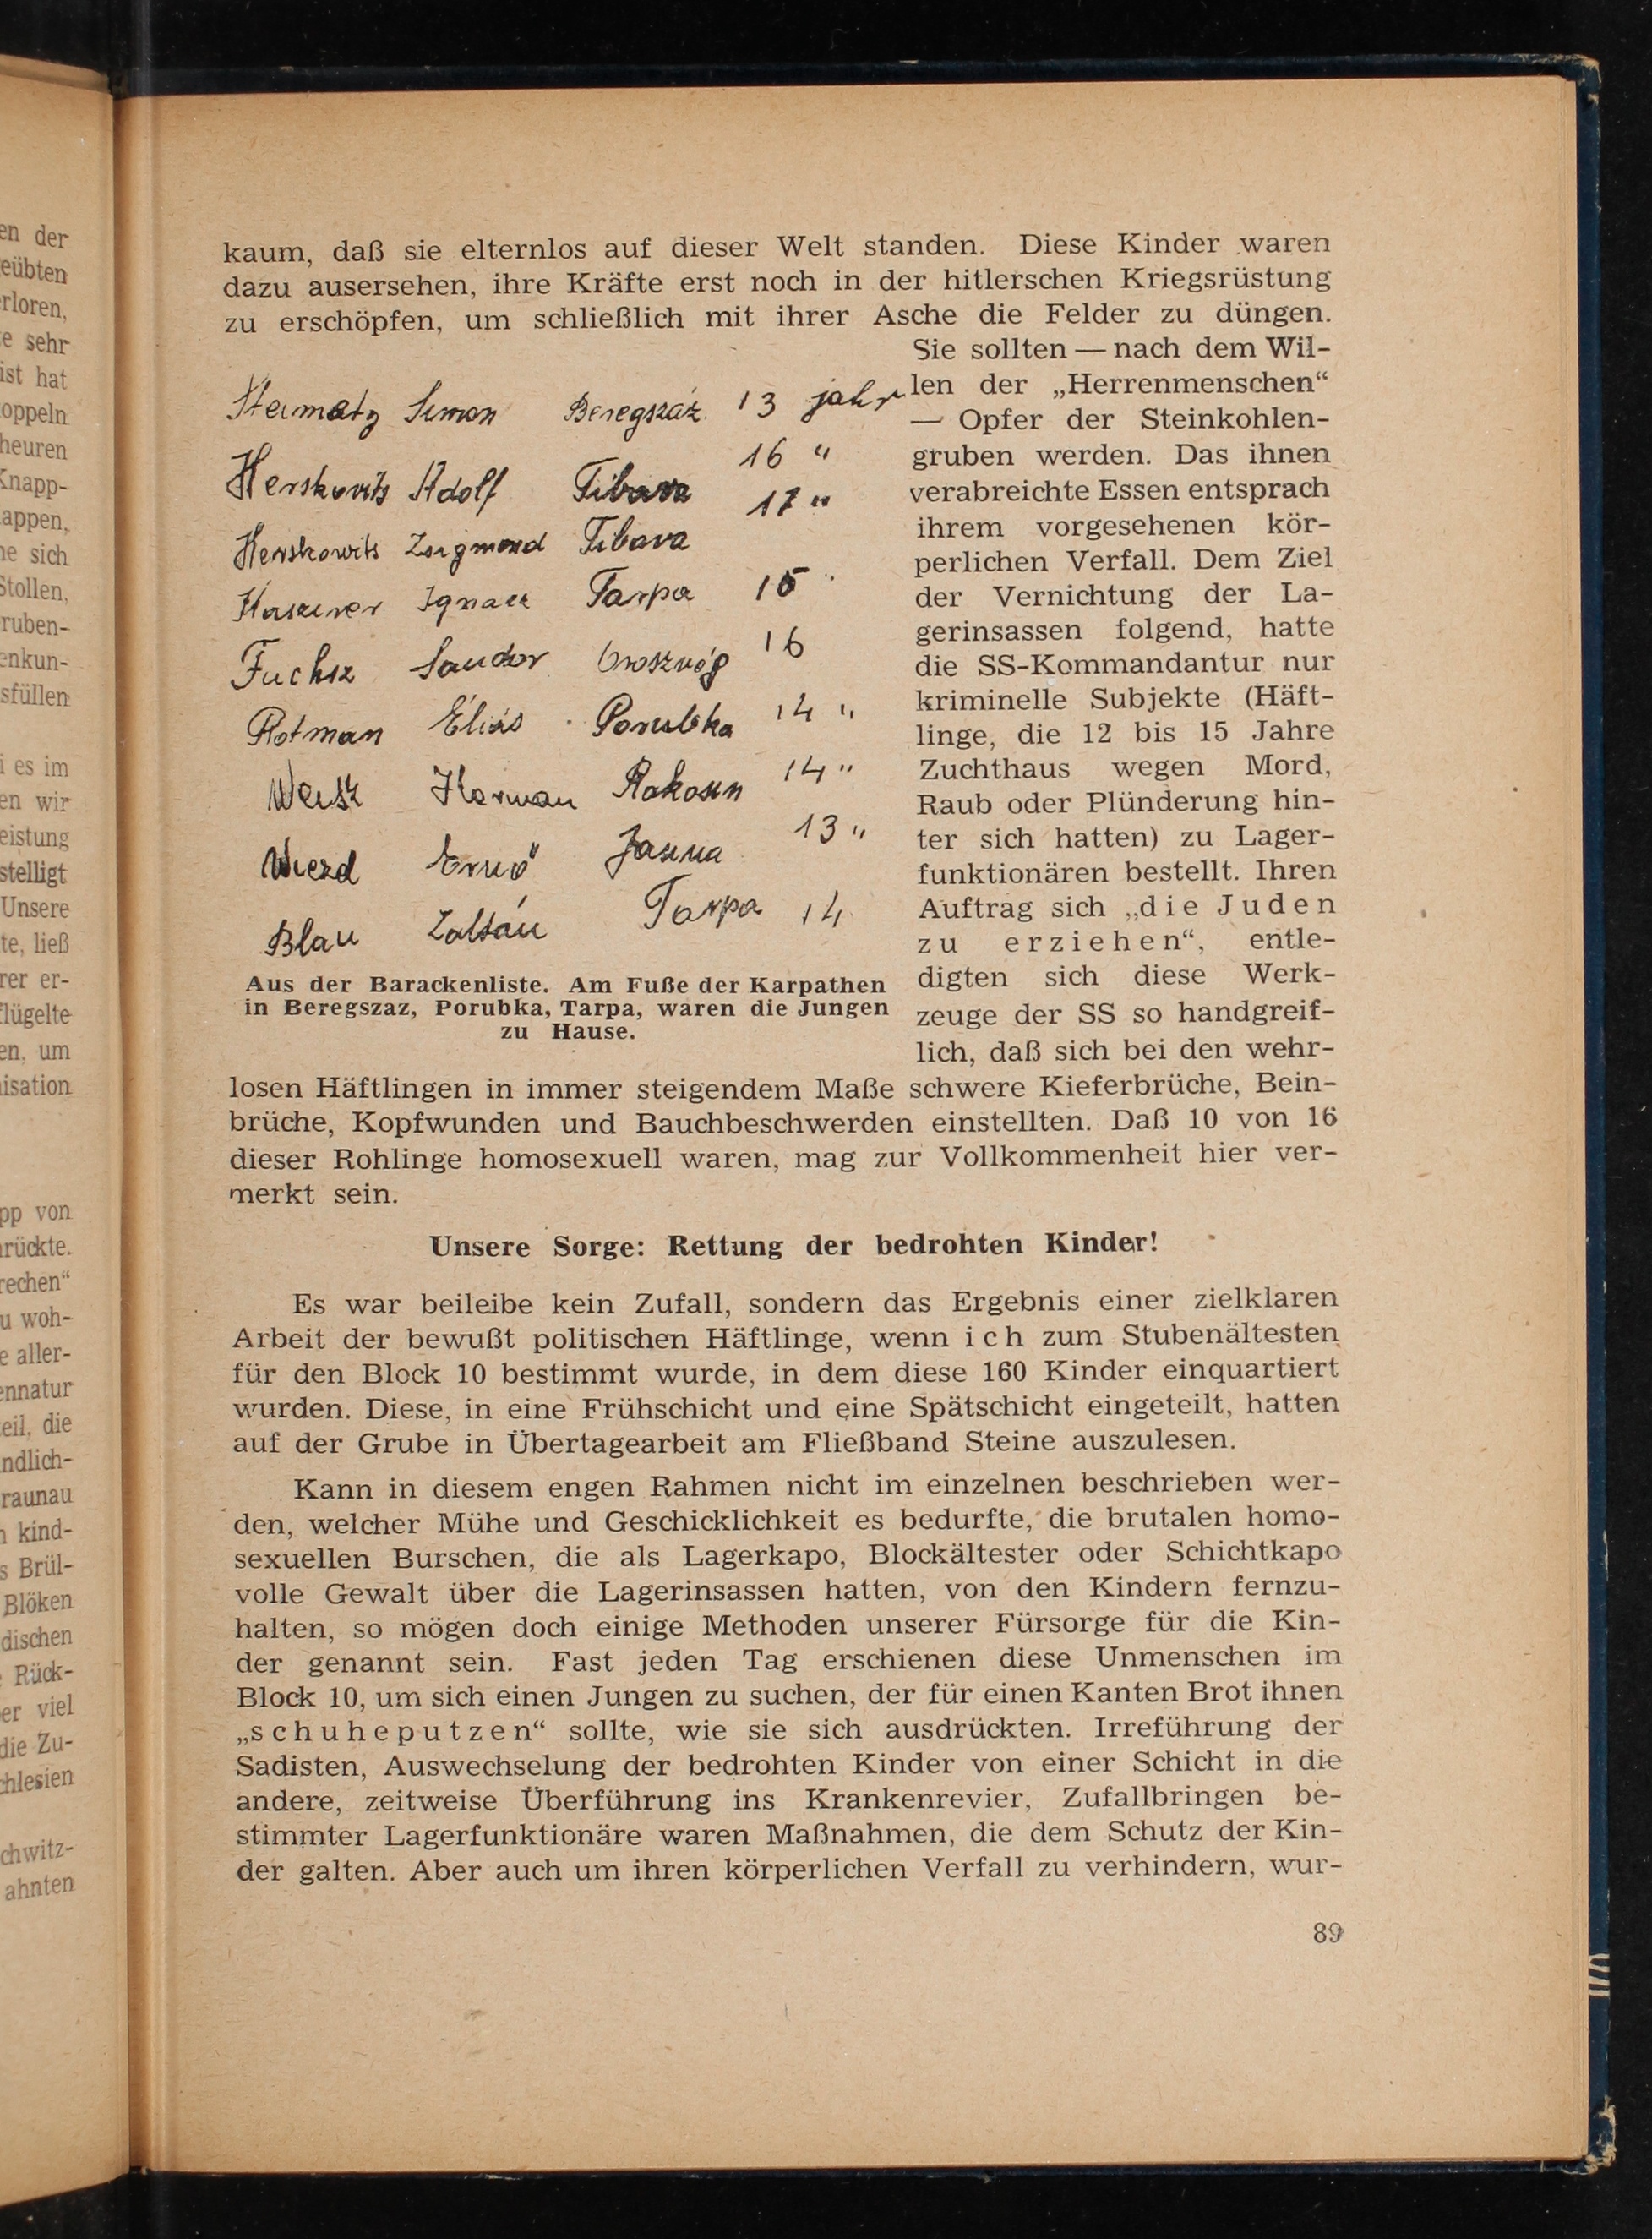 kaum, daß sie elternlos auf dieser Welt standen. Diese Kinder waren
dazu ausersehen, ihre Kräfte erst noch in der hitlerschen Kriegsrüstung
zu erschöpfen, um schließlich mit ihrer Asche die Felder zu düngen.
Simon Beregszáz 13 jahr
Herskovits Adolf Tibava 16 "
Herskowits Zsigmond Tibava 17 "
Ignacz Tarpa 15
Fuchsz Sandor 16
Rotman Éliás Porubka 14 "
Weisz Herman 14 "
Ernö 13 "
Blau Zoltán Tarpa 14
Aus der Barackenliste. Am Fuße der Karpathen
in Beregszaz, Porubka, Tarpa, waren die Jungen
zu Hause.
Sie sollten — nach dem Wil-
len der „Herrenmenschen“
— Opfer der Steinkohlen-
gruben werden. Das ihnen
verabreichte Essen entsprach
ihrem vorgesehenen kör-
perlichen Verfall. Dem Ziel
der Vernichtung der La-
gerinsassen folgend, hatte
die SS-Kommandantur nur
kriminelle Subjekte (Häft-
linge, die 12 bis 15 Jahre
Zuchthaus wegen Mord,
Raub oder Plünderung hin-
ter sich hatten) zu Lager-
funktionären bestellt. Ihren
Auftrag sich „die Juden
zu erziehen“, entle-
digten sich diese Werk-
zeuge der SS so handgreif-
lich, daß sich bei den wehr-
losen Häftlingen in immer steigendem Maße schwere Kieferbrüche, Bein-
brüche, Kopfwunden und Bauchbeschwerden einstellten. Daß 10 von 16
dieser Rohlinge homosexuell waren, mag zur Vollkommenheit hier ver-
merkt sein.
Unsere Sorge: Rettung der bedrohten Kinder!
Es war beileibe kein Zufall, sondern das Ergebnis einer zielklaren
Arbeit der bewußt politischen Häftlinge, wenn ich zum Stubenältesten
für den Block 10 bestimmt wurde, in dem diese 160 Kinder einquartiert
wurden. Diese, in eine Frühschicht und eine Spätschicht eingeteilt, hatten
auf der Grube in Übertagearbeit am Fließband Steine auszulesen.
Kann in diesem engen Rahmen nicht im einzelnen beschrieben wer-
den, welcher Mühe und Geschicklichkeit es bedurfte, die brutalen homo-
sexuellen Burschen, die als Lagerkapo, Blockältester oder Schichtkapo
volle Gewalt über die Lagerinsassen hatten, von den Kindern fernzu-
halten, so mögen doch einige Methoden unserer Fürsorge für die Kin-
der genannt sein. Fast jeden Tag erschienen diese Unmenschen im
Block 10, um sich einen Jungen zu suchen, der für einen Kanten Brot ihnen
„schuheputzen“ sollte, wie sie sich ausdrückten. Irreführung der
Sadisten, Auswechselung der bedrohten Kinder von einer Schicht in die
andere, zeitweise Überführung ins Krankenrevier, Zufallbringen be-
stimmter Lagerfunktionäre waren Maßnahmen, die dem Schutz der Kin-
der galten. Aber auch um ihren körperlichen Verfall zu verhindern, wur-
89